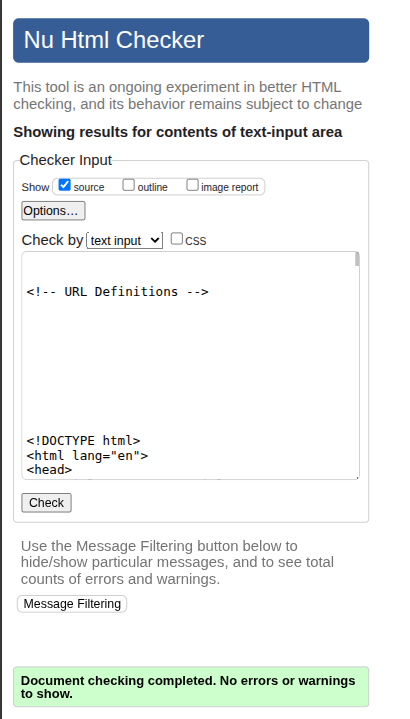 Nu Html Checker
This tool is an ongoing experiment in better HTML
checking, and its behavior remains subject to change
Showing results for contents of text-input area
Checker Input
Show source outline image report
Options...
Check by text input CSS
<!-- URL Definitions -->
<!DOCTYPE html>
<html lang="en">
<head>
Check
Use the Message Filtering button below to
hide/show particular messages, and to see total
counts of errors and warnings.
Message Filtering
Document checking completed. No errors or warnings
to show.